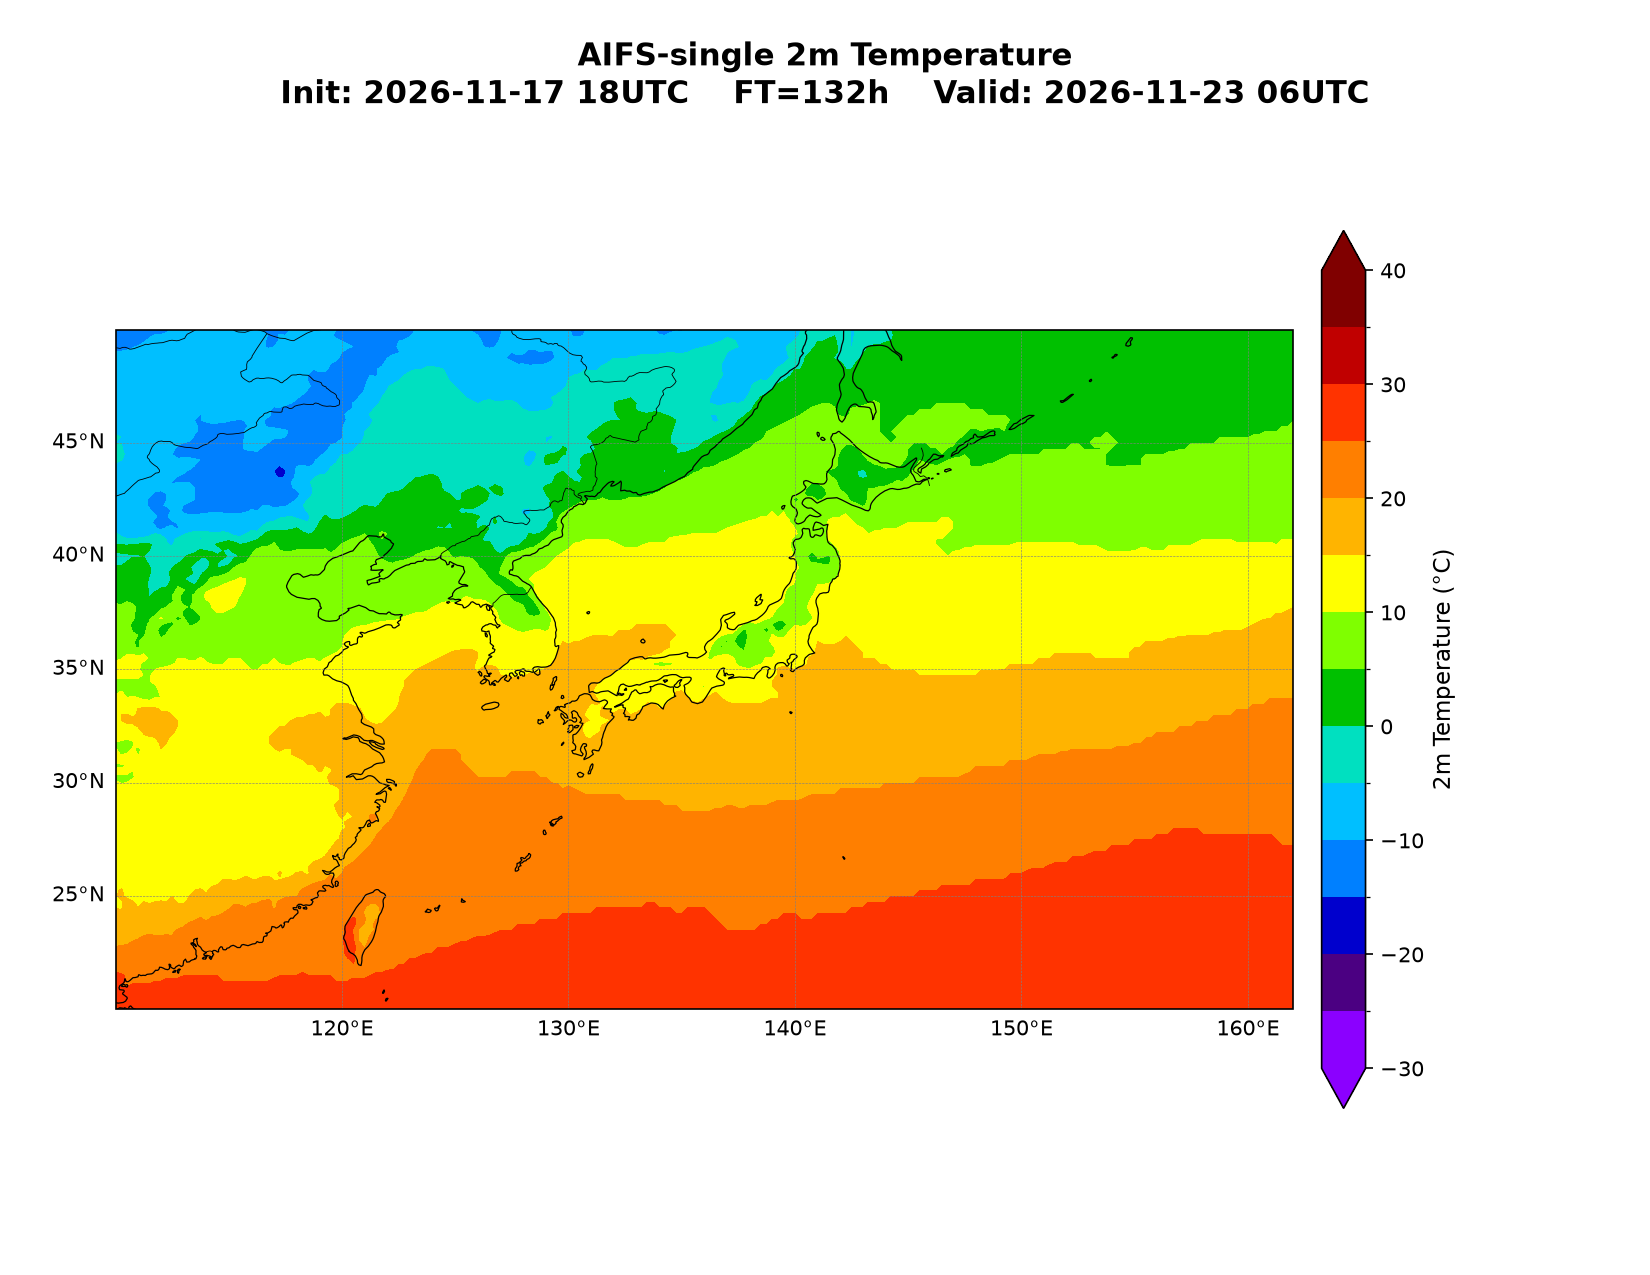 AIFS-single 2m Temperature
Init: 2026-11-17 18UTC    FT=132h    Valid: 2026-11-23 06UTC
45°N
40°N
35°N
30°N
25°N
120°E
130°E
140°E
150°E
160°E
40
30
20
10
0
−10
−20
−30
2m Temperature (°C)